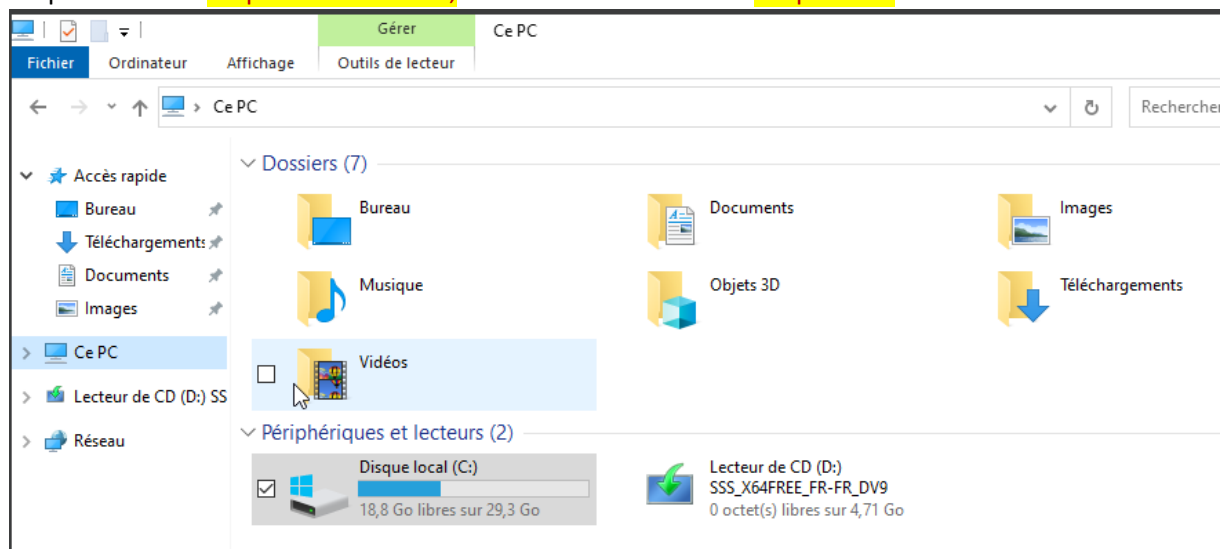 Gérer
Ce PC
Fichier
Ordinateur
Affichage
Outils de lecteur
Ce PC
Rechercher
Accès rapide
Bureau
Téléchargements
Documents
Images
Ce PC
Lecteur de CD (D:) SS
Réseau
Dossiers (7)
Bureau
Documents
Images
Musique
Objets 3D
Téléchargements
Vidéos
Périphériques et lecteurs (2)
Disque local (C:)
18,8 Go libres sur 29,3 Go
Lecteur de CD (D:)
SSS_X64FREE_FR-FR_DV9
0 octet(s) libres sur 4,71 Go